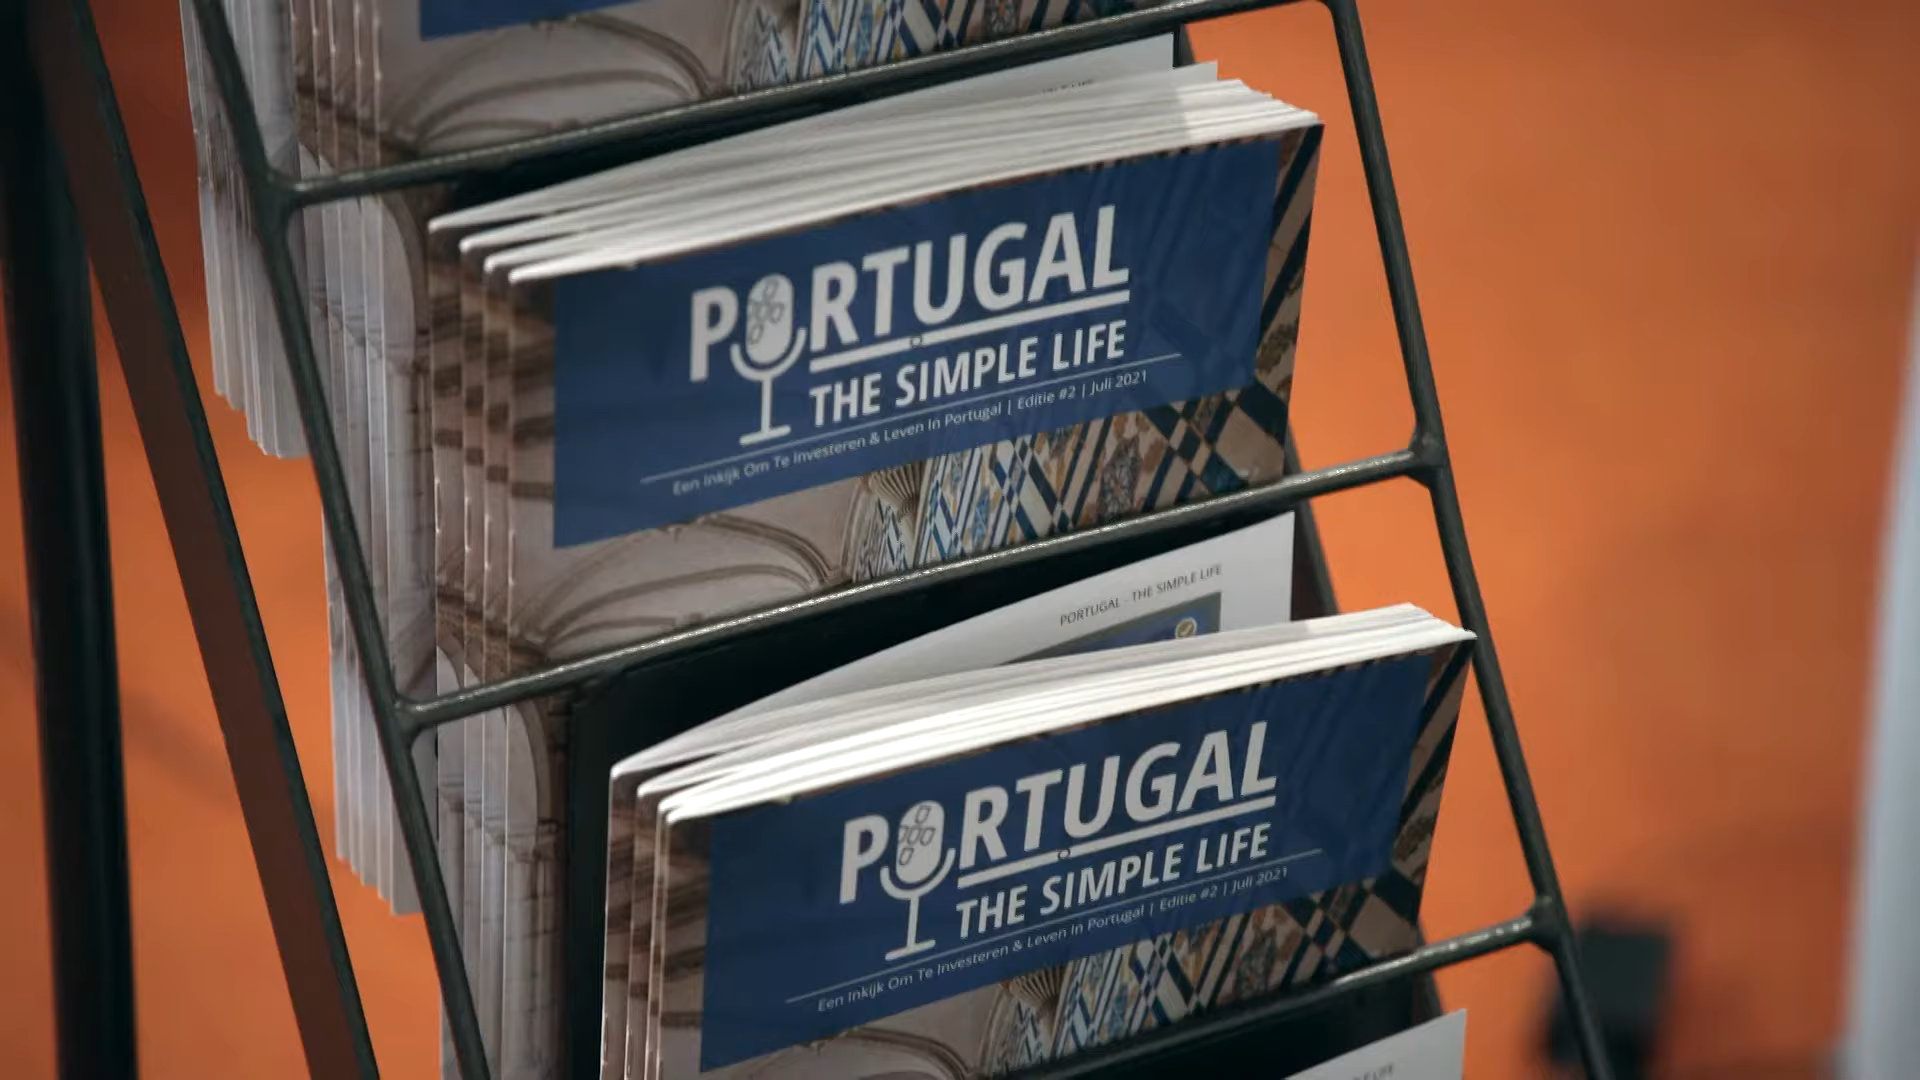 PORTUGAL
THE SIMPLE LIFE
Een Inkijk Om Te Investeren & Leven In Portugal | Editie #2 | Juli 2021
PORTUGAL - THE SIMPLE LIFE
PORTUGAL
THE SIMPLE LIFE
Een Inkijk Om Te Investeren & Leven In Portugal | Editie #2 | Juli 2021